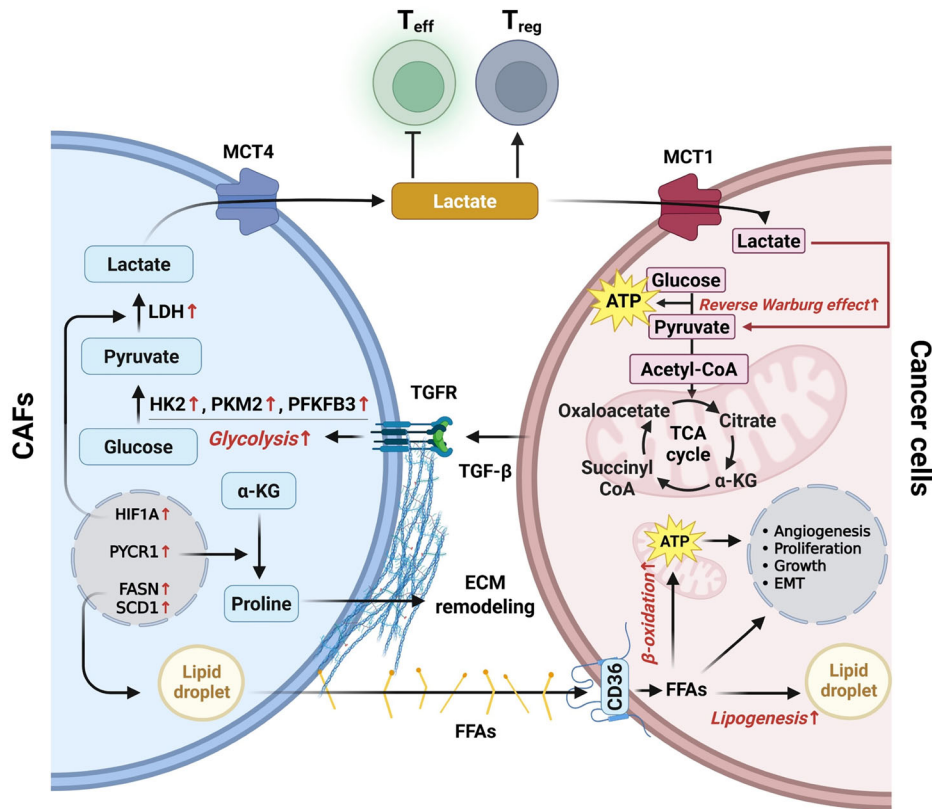 Teff
Treg
MCT4
MCT1
Lactate
Lactate
Lactate
LDH↑
Pyruvate
HK2↑, PKM2↑, PFKFB3↑
Glucose
Glycolysis↑
CAFs
TGFR
TGF-β
HIF1A↑
PYCR1↑
FASN↑
SCD1↑
α-KG
Proline
ECM
remodeling
Lipid
droplet
FFAs
CD36
Glucose
ATP
Reverse Warburg effect↑
Pyruvate
Acetyl-CoA
Oxaloacetate
Citrate
TCA
cycle
Succinyl
CoA
α-KG
Cancer cells
ATP
β-oxidation↑
• Angiogenesis
• Proliferation
• Growth
• EMT
FFAs
Lipogenesis↑
Lipid
droplet